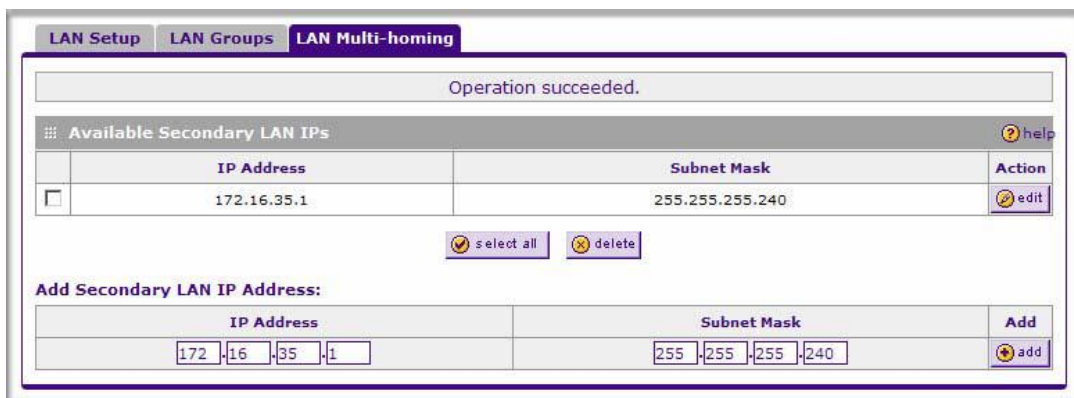 LAN Setup LAN Groups LAN Multi-homing
Operation succeeded.
Available Secondary LAN IPs help
IP Address Subnet Mask Action
172.16.35.1 255.255.255.240 edit
select all delete
Add Secondary LAN IP Address:
IP Address Subnet Mask Add
172 .16 .35 .1 255 .255 .255 .240 add